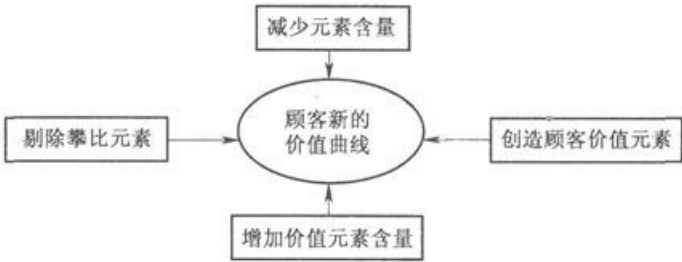 减少元素含量
剔除攀比元素
顾客新的
价值曲线
创造顾客价值元素
增加价值元素含量